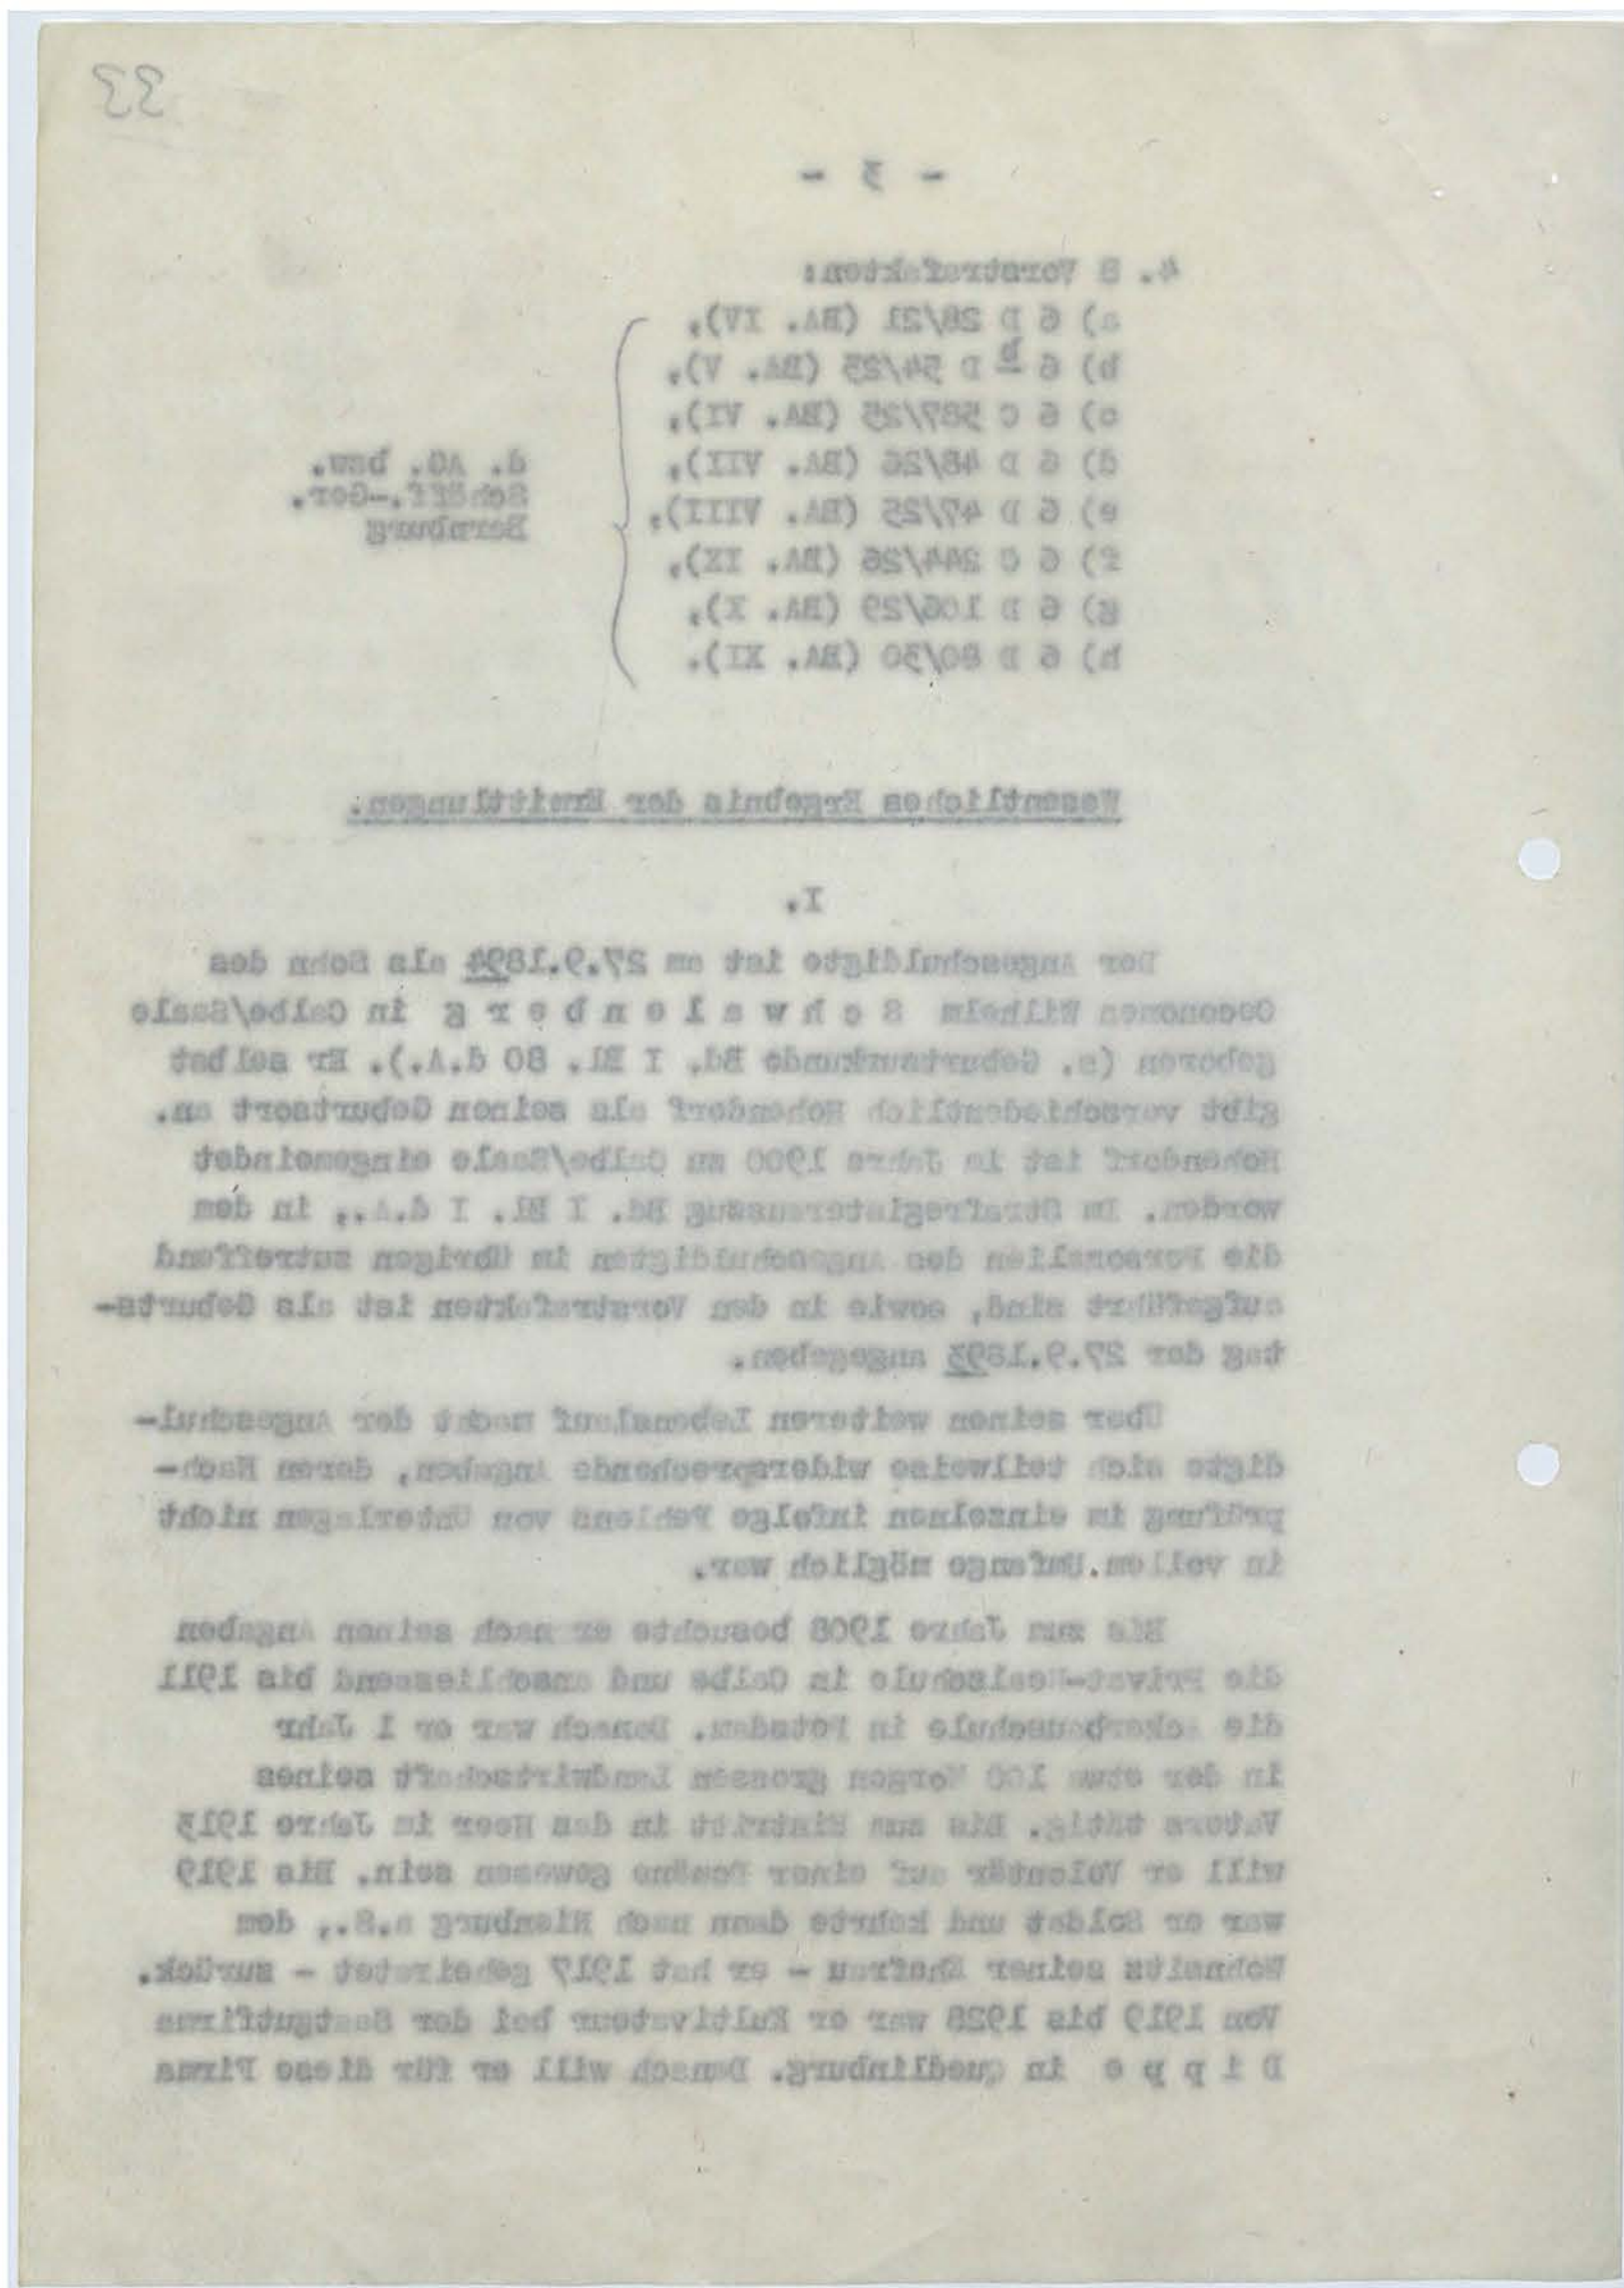 33
- 3 -
4. 8 Vorstrafakten:
a) 6 D 28/21 (BA. IV),
b) 6 b D 54/25 (BA. V),
c) 6 C 587/25 (BA. VI),
d) 6 D 48/26 (BA. VII),
e) 6 D 47/25 (BA. VIII),
f) 6 C 244/26 (BA. IX),
g) 6 D 106/29 (BA. X),
h) 6 D 80/30 (BA. XI).
d. AG. bzw.
Schöff.-Ger.
Bernburg
Wesentliches Ergebnis der Ermittlungen.
I.
Der Angeschuldigte ist am 27.9.1894 als Sohn des
Oeconomen Wilhelm S c h w a l e n b e r g in Calbe/Saale
geboren (s. Geburtsurkunde Bd. I Bl. 80 d.A.). Er selbst
gibt verschiedentlich Hohendorf als seinen Geburtsort an.
Hohendorf ist im Jahre 1900 zu Calbe/Saale eingemeindet
worden. Im Strafregisterauszug Bd. I Bl. I d.A., in dem
die Personalien des Angeschuldigten im übrigen zutreffend
aufgeführt sind, sowie in den Vorstrafakten ist als Geburts-
tag der 27.9.1893 angegeben.
Über seinen weiteren Lebenslauf macht der Angeschul-
digte sich teilweise widersprechende Angaben, deren Nach-
prüfung im einzelnen infolge Fehlens von Unterlagen nicht
in vollem Umfange möglich war.
Bis zum Jahre 1908 besuchte er nach seinen Angaben
die Privat-Realschule in Calbe und anschliessend bis 1911
die Ackerbauschule in Potsdam. Danach war er 1 Jahr
in der etwa 100 Morgen grossen Landwirtschaft seines
Vaters tätig. Bis zum Eintritt in das Heer im Jahre 1913
will er Volontär auf einer Domäne gewesen sein. Bis 1919
war er Soldat und kehrte dann nach Nienburg a.S., dem
Wohnsitz seiner Ehefrau - er hat 1917 geheiratet - zurück.
Von 1919 bis 1928 war er Kultivateur bei der Saatgutfirma
D i p p e in Quedlinburg. Danach will er für diese Firma